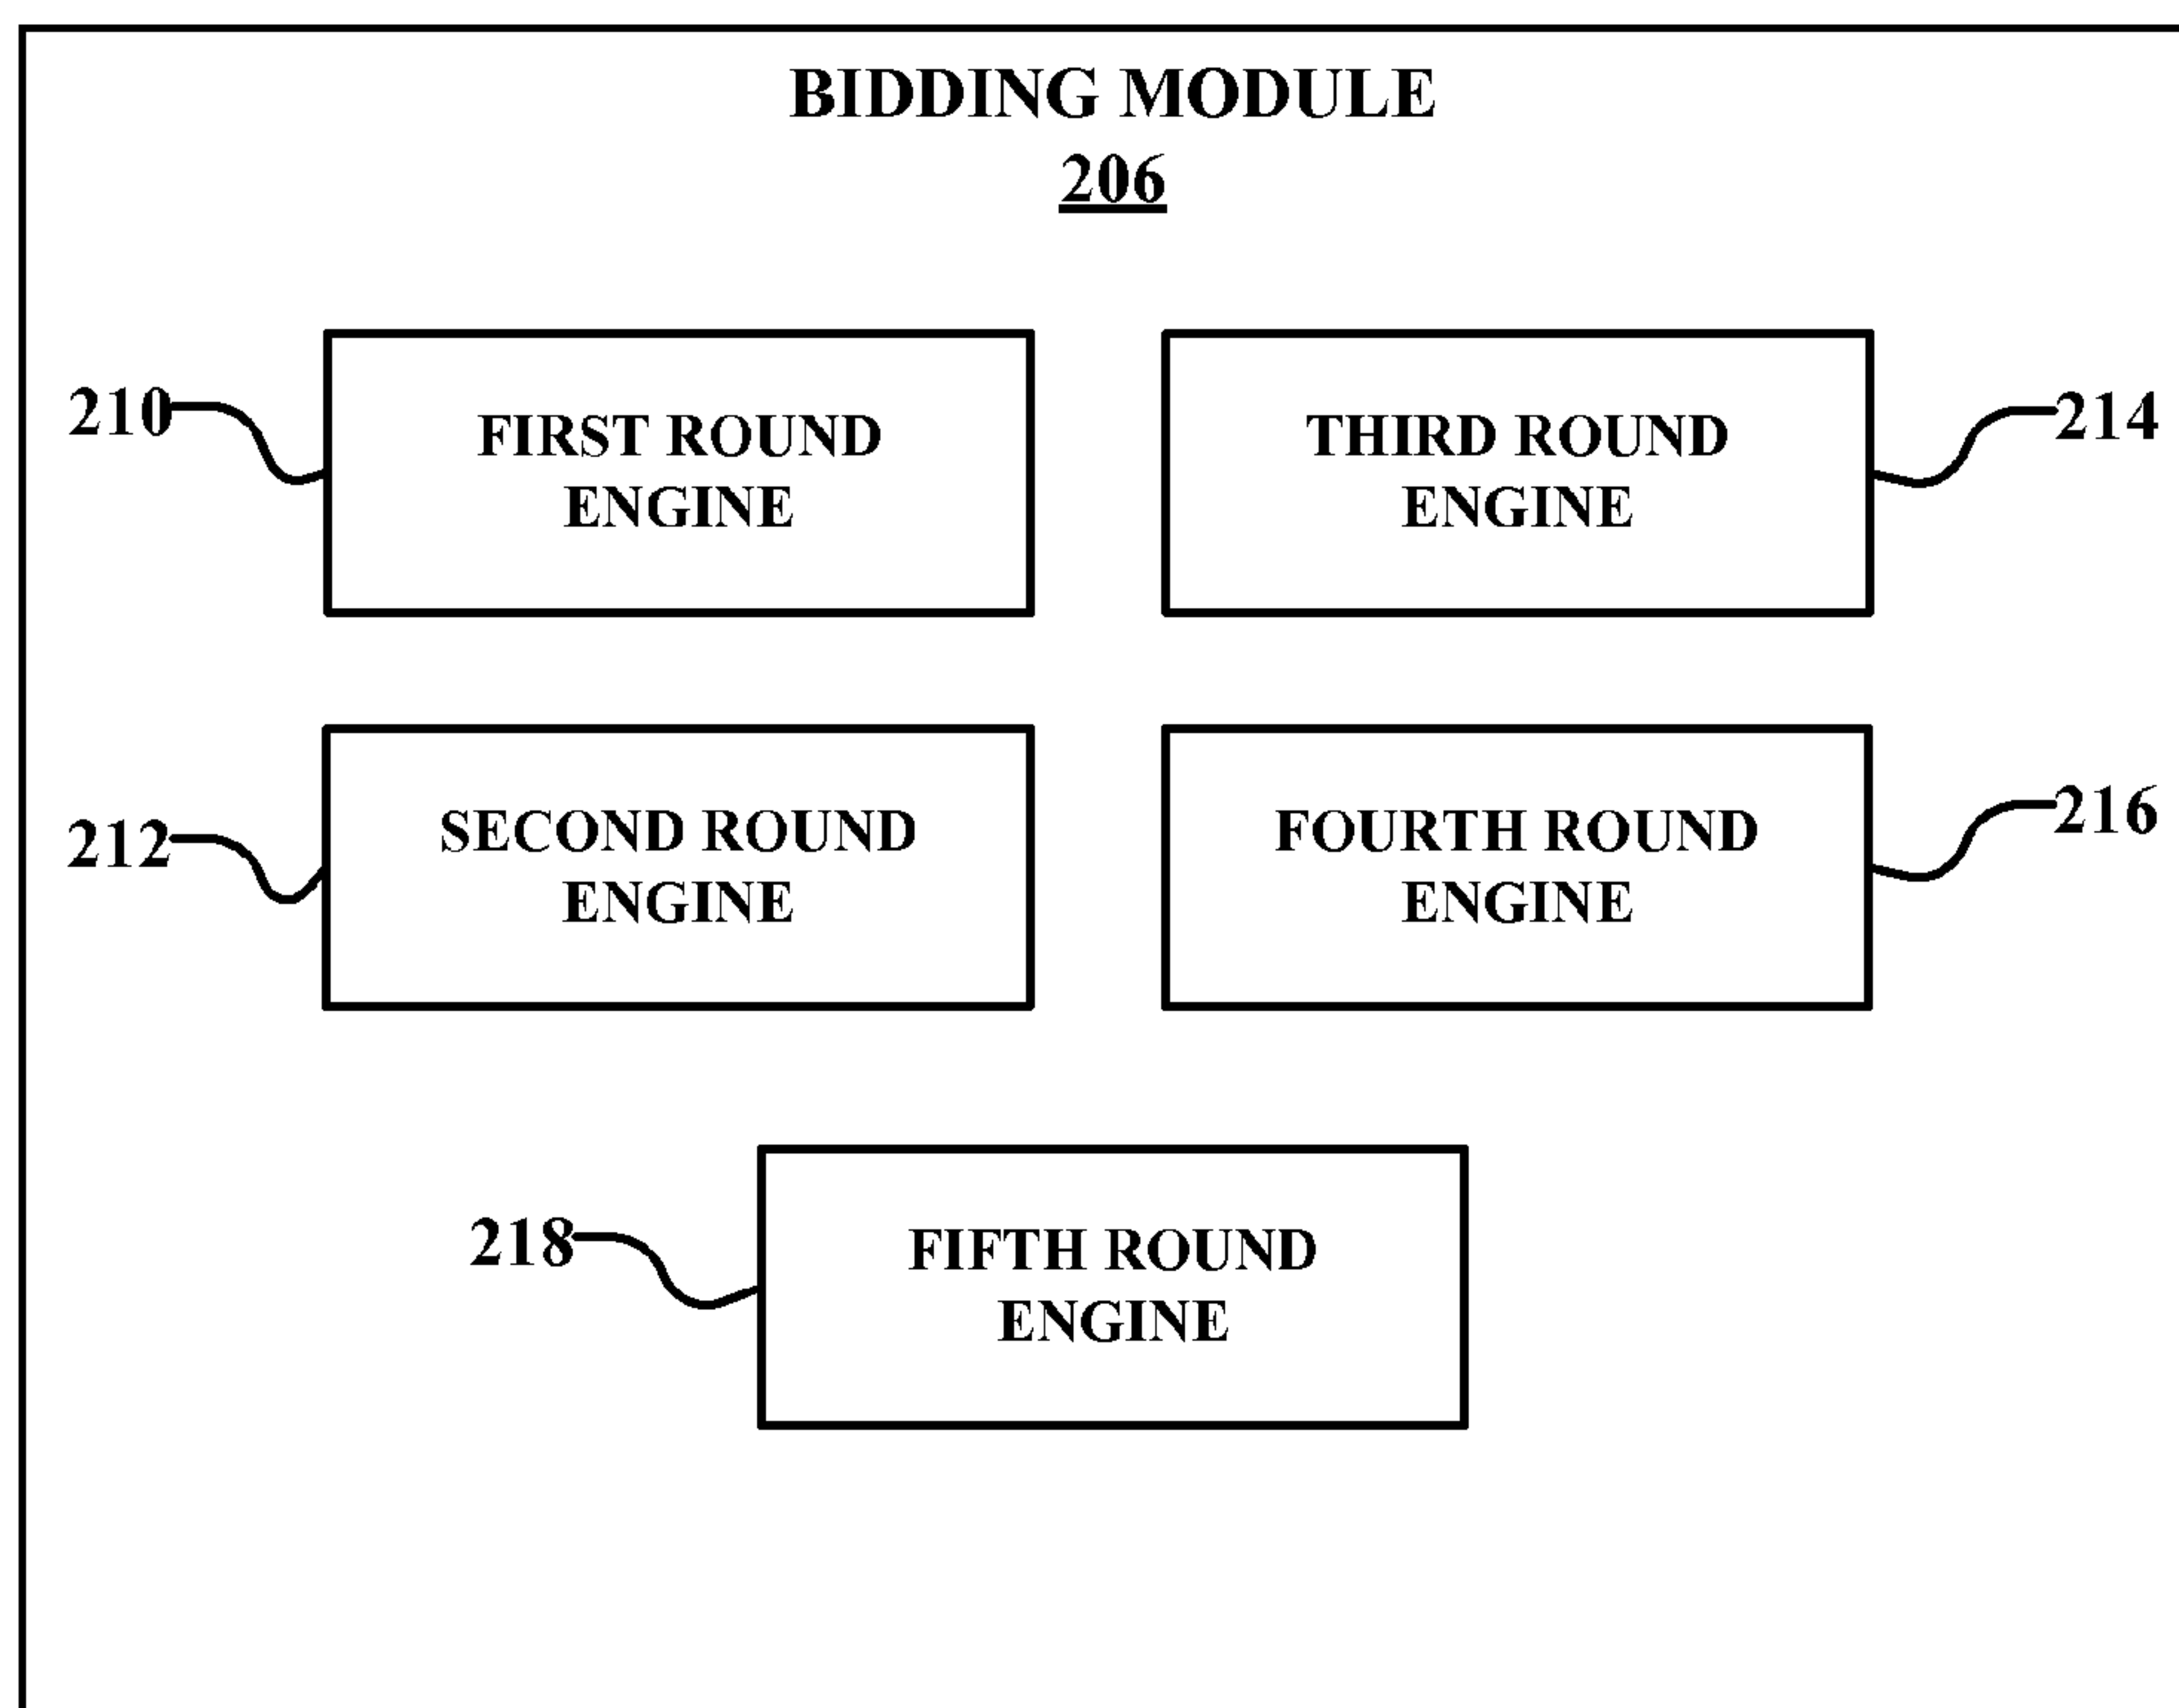 BIDDING MODULE
206
210
FIRST ROUND
ENGINE
THIRD ROUND
ENGINE
214
212
SECOND ROUND
ENGINE
FOURTH ROUND
ENGINE
216
218
FIFTH ROUND
ENGINE